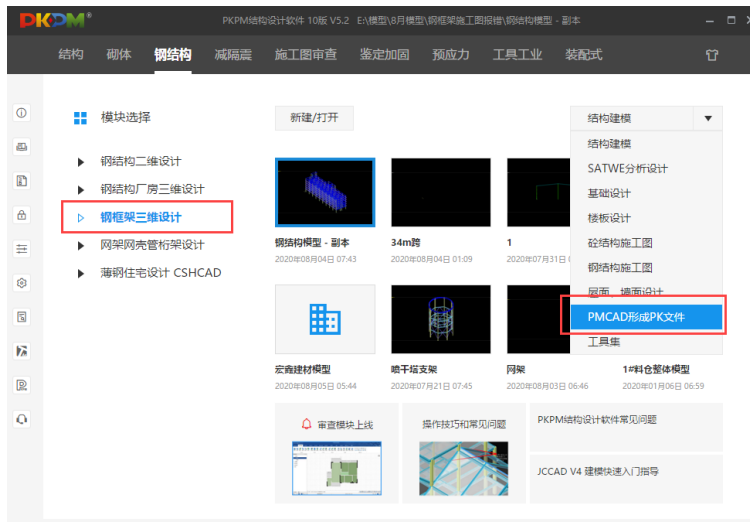 PKPM®
PKPM结构设计软件 10版 V5.2 E:\模型\8月模型\钢框架施工图报错\钢结构模型 - 副本
结构 砌体 钢结构 减隔震 施工图审查 鉴定加固 预应力 工具工业 装配式
模块选择
钢结构二维设计
钢结构厂房三维设计
钢框架三维设计
网架网壳管桁架设计
薄钢住宅设计 CSHCAD
新建/打开
结构建模
结构建模
SATWE分析设计
基础设计
楼板设计
砼结构施工图
钢结构施工图
屋面、墙面设计
PMCAD形成PK文件
工具集
钢结构模型 - 副本 34m跨 1
2020年08月04日 07:43 2020年08月04日 01:09 2020年07月31日
宏鑫建材模型 喷干塔支架 网架 1#料仓整体模型
2020年08月05日 05:44 2020年07月21日 07:45 2020年08月03日 06:46 2020年01月06日 06:59
审查模块上线
操作技巧和常见问题
PKPM结构设计软件常见问题
JCCAD V4 建模快速入门指导